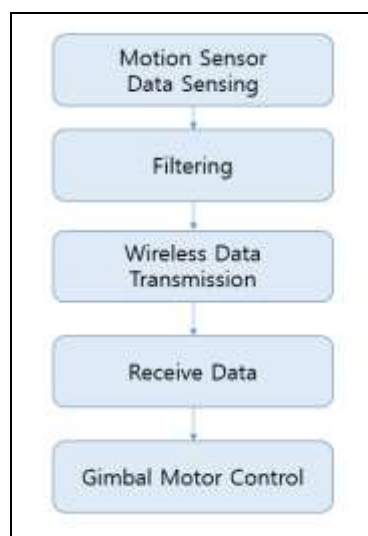 Motion Sensor
Data Sensing
Filtering
Wireless Data
Transmission
Receive Data
Gimbal Motor Control